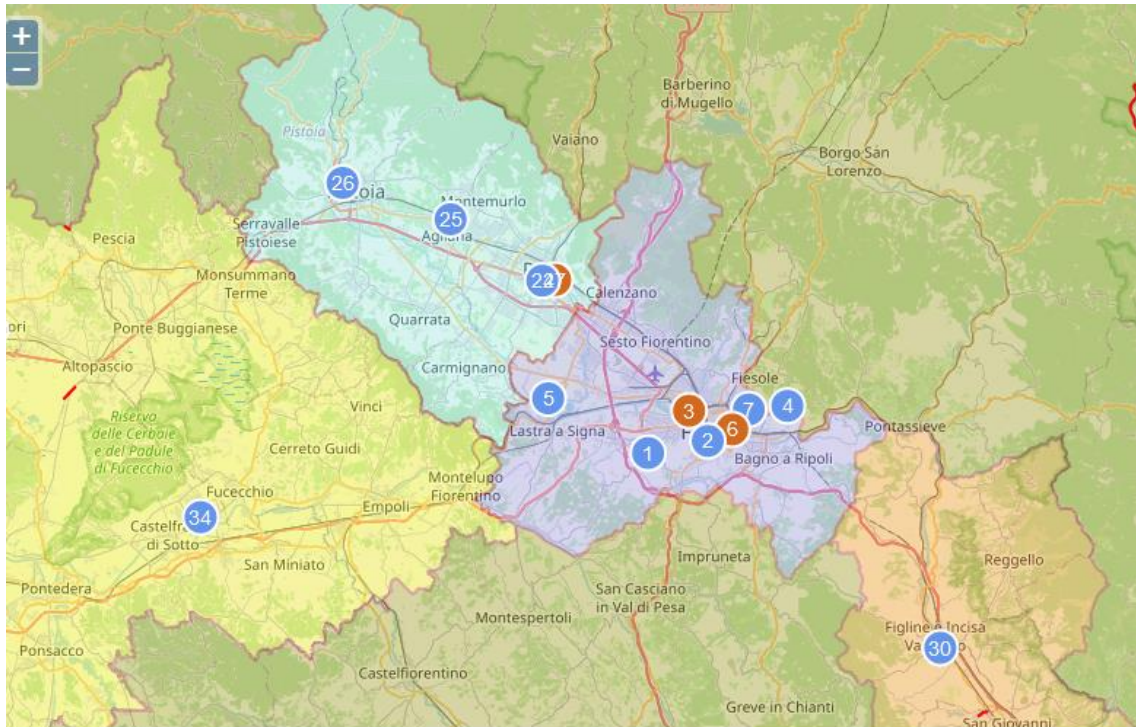 +
−
Barberino
di Mugello
Pistoia
Vaiano
Borgo San
Lorenzo
26
Montemurlo
25
Serravalle
Pistoiese
Pescia
Monsummano
Terme
22
Calenzano
Quarrata
Ponte Buggianese
Sesto Fiorentino
Altopascio
Carmignano
Fiesole
5
3
7
4
Vinci
Riserva
delle Cerbaie
e del Padule
di Fucecchio
Lastra a Signa
6
2
Pontassieve
Cerreto Guidi
1
Bagno a Ripoli
Montelupo
Fiorentino
Fucecchio
Empoli
34
di Sotto
Impruneta
San Miniato
Reggello
Pontedera
San Casciano
in Val di Pesa
Montespertoli
Figline e Incisa
30
Ponsacco
Castelfiorentino
Greve in Chianti
San Giovanni